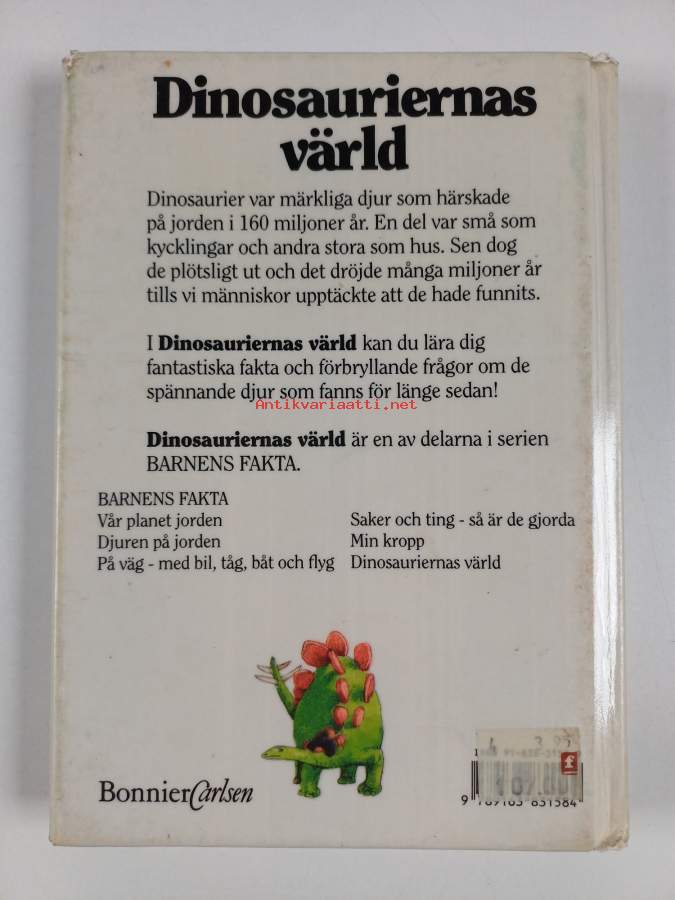 Dinosauriernas
värld
Dinosaurier var märkliga djur som härskade
på jorden i 160 miljoner år. En del var små som
kycklingar och andra stora som hus. Sen dog
de plötsligt ut och det dröjde många miljoner år
tills vi människor upptäckte att de hade funnits.
I Dinosauriernas värld kan du lära dig
fantastiska fakta och förbryllande frågor om de
spännande djur som fanns för länge sedan!
Antikvariaatti.net
Dinosauriernas värld är en av delarna i serien
BARNENS FAKTA.
BARNENS FAKTA
Vår planet jorden
Djuren på jorden
På väg - med bil, tåg, båt och flyg
Saker och ting - så är de gjorda
Min kropp
Dinosauriernas värld
BonnierCarlsen
f
9 789163 831584